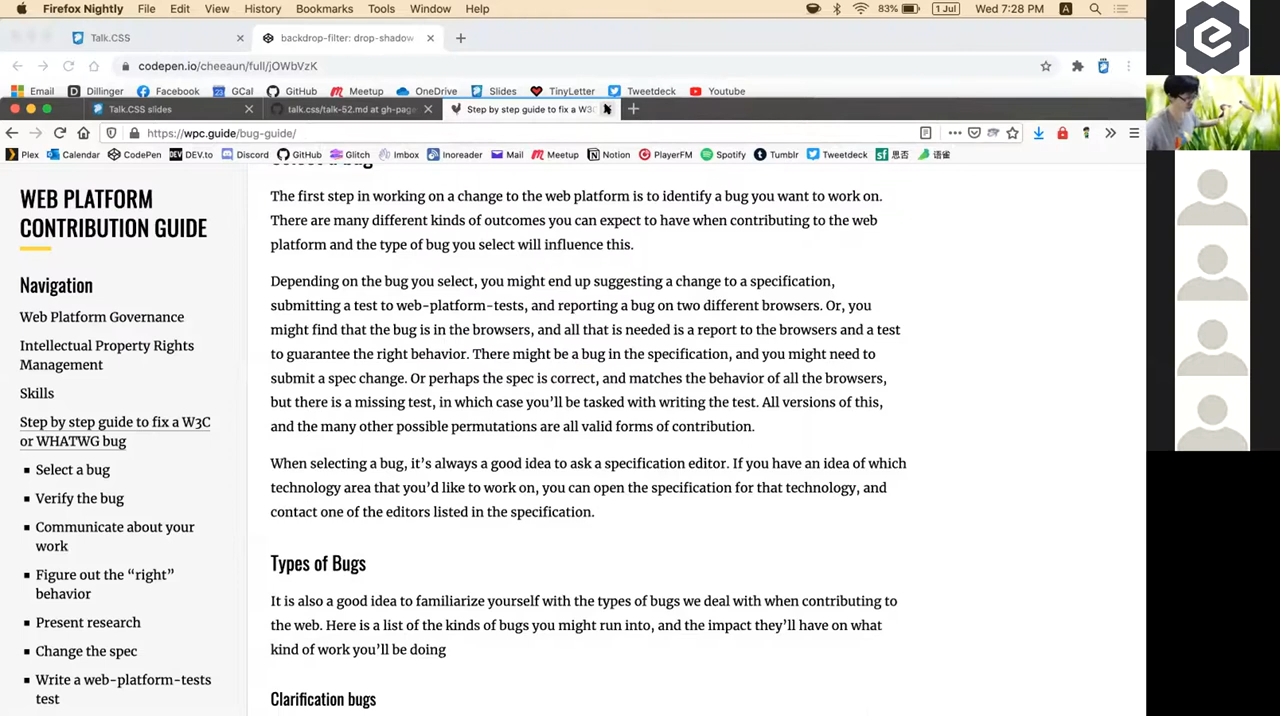 Firefox Nightly File Edit View History Bookmarks Tools Window Help 83% 1 Jul Wed 7:28 PM A
Talk.CSS backdrop-filter: drop-shadow
codepen.io/cheeaun/full/jOWbVzK
Email Dillinger Facebook GCal GitHub Meetup OneDrive Slides TinyLetter Tweetdeck Youtube
Talk.CSS slides talk.css/talk-52.md at gh-page Step by step guide to fix a W3C
https://wpc.guide/bug-guide/
Plex Calendar CodePen DEV.to Discord GitHub Glitch Imbox Inoreader Mail Meetup Notion PlayerFM Spotify Tumblr Tweetdeck 思否 语雀
WEB PLATFORM
CONTRIBUTION GUIDE
Navigation
Web Platform Governance
Intellectual Property Rights
Management
Skills
Step by step guide to fix a W3C
or WHATWG bug
Select a bug
Verify the bug
Communicate about your
work
Figure out the “right”
behavior
Present research
Change the spec
Write a web-platform-tests
test
Select a bug
The first step in working on a change to the web platform is to identify a bug you want to work on.
There are many different kinds of outcomes you can expect to have when contributing to the web
platform and the type of bug you select will influence this.
Depending on the bug you select, you might end up suggesting a change to a specification,
submitting a test to web-platform-tests, and reporting a bug on two different browsers. Or, you
might find that the bug is in the browsers, and all that is needed is a report to the browsers and a test
to guarantee the right behavior. There might be a bug in the specification, and you might need to
submit a spec change. Or perhaps the spec is correct, and matches the behavior of all the browsers,
but there is a missing test, in which case you’ll be tasked with writing the test. All versions of this,
and the many other possible permutations are all valid forms of contribution.
When selecting a bug, it’s always a good idea to ask a specification editor. If you have an idea of which
technology area that you’d like to work on, you can open the specification for that technology, and
contact one of the editors listed in the specification.
Types of Bugs
It is also a good idea to familiarize yourself with the types of bugs we deal with when contributing to
the web. Here is a list of the kinds of bugs you might run into, and the impact they’ll have on what
kind of work you’ll be doing
Clarification bugs